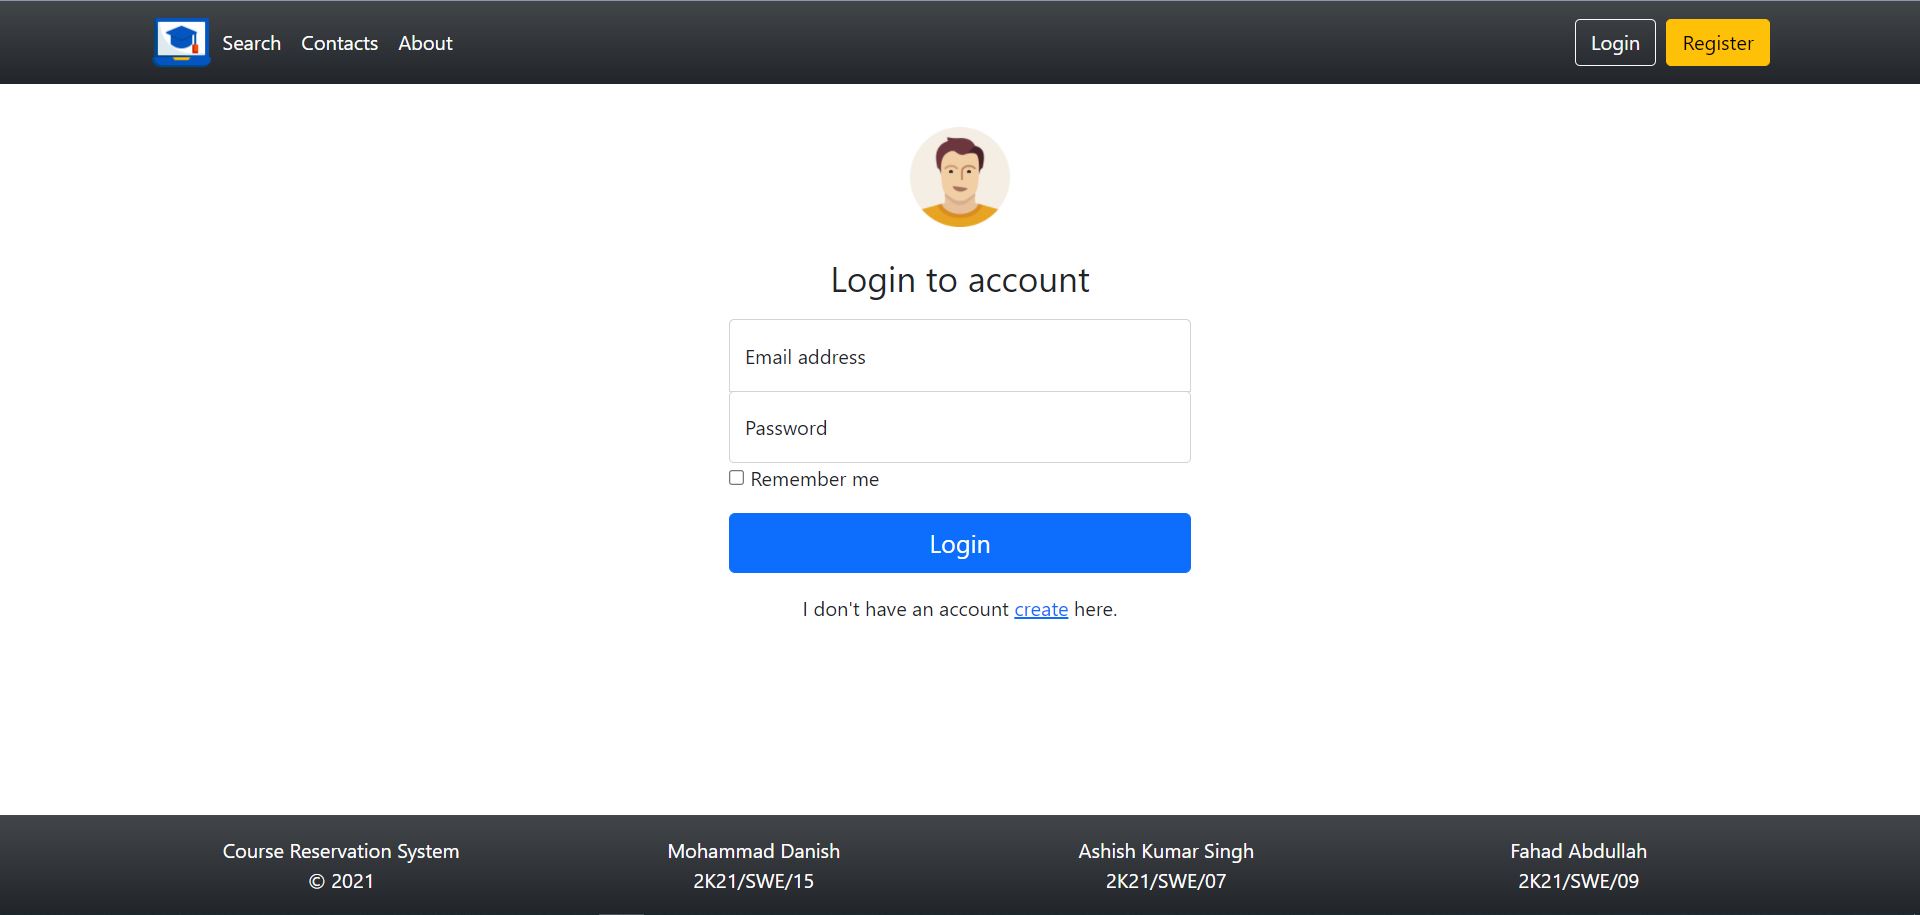 Search Contacts About Login Register
Login to account
Email address
Password
Remember me
Login
I don't have an account create here.
Course Reservation System
© 2021
Mohammad Danish
2K21/SWE/15
Ashish Kumar Singh
2K21/SWE/07
Fahad Abdullah
2K21/SWE/09